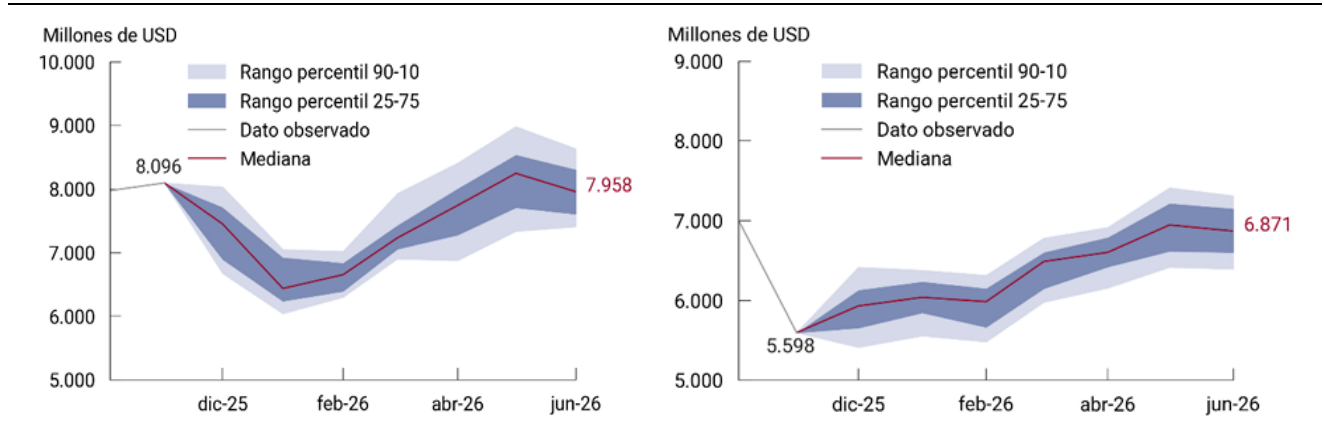 Millones de USD
10.000
9.000
8.000
7.000
6.000
5.000
Rango percentil 90-10
Rango percentil 25-75
Dato observado
Mediana
8.096
7.958
dic-25
feb-26
abr-26
jun-26
Millones de USD
9.000
8.000
7.000
6.000
5.000
Rango percentil 90-10
Rango percentil 25-75
Dato observado
Mediana
5.598
6.871
dic-25
feb-26
abr-26
jun-26